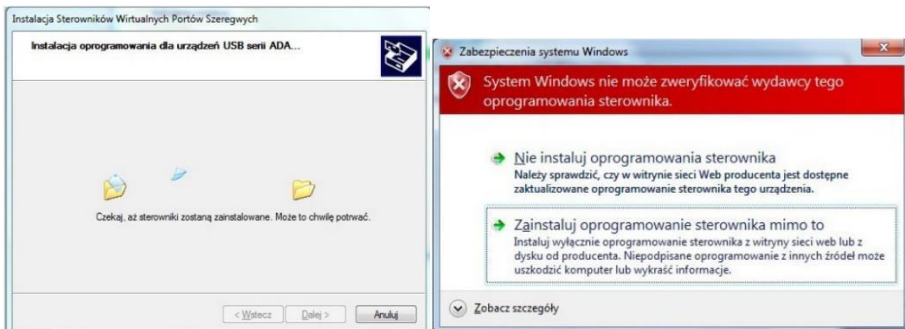 Instalacja Sterowników Wirtualnych Portów Szeregwych
Instalacja oprogramowania dla urządzeń USB serii ADA...
Czekaj, aż sterowniki zostaną zainstalowane. Może to chwilę potrwać.
< Wstecz
Dalej >
Anuluj
Zabezpieczenia systemu Windows
System Windows nie może zweryfikować wydawcy tego
oprogramowania sterownika.
Nie instaluj oprogramowania sterownika
Należy sprawdzić, czy w witrynie sieci Web producenta jest dostępne
zaktualizowane oprogramowanie sterownika tego urządzenia.
Zainstaluj oprogramowanie sterownika mimo to
Instaluj wyłącznie oprogramowanie sterownika z witryny sieci web lub z
dysku od producenta. Niepodpisane oprogramowanie z innych źródeł może
uszkodzić komputer lub wykraść informacje.
Zobacz szczegóły